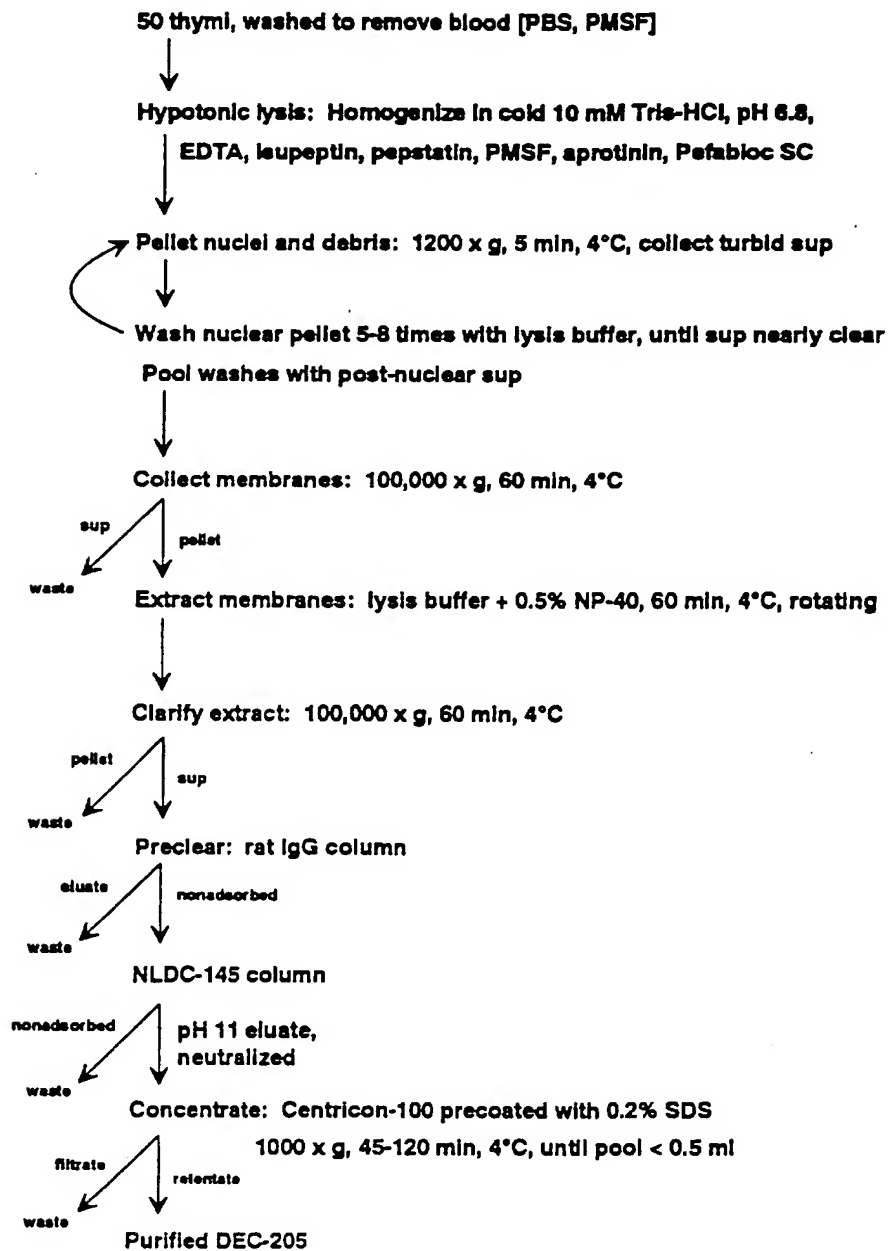 50 thymi, washed to remove blood [PBS, PMSF]
Hypotonic lysis: Homogenize in cold 10 mM Tris-HCl, pH 6.8,
EDTA, leupeptin, pepstatin, PMSF, aprotinin, Pefabloc SC
Pellet nuclei and debris: 1200 x g, 5 min, 4°C, collect turbid sup
Wash nuclear pellet 5-8 times with lysis buffer, until sup nearly clear
Pool washes with post-nuclear sup
Collect membranes: 100,000 x g, 60 min, 4°C
sup
pellet
waste
Extract membranes: lysis buffer + 0.5% NP-40, 60 min, 4°C, rotating
Clarify extract: 100,000 x g, 60 min, 4°C
pellet
sup
waste
Preclear: rat IgG column
eluate
nonadsorbed
waste
NLDC-145 column
nonadsorbed
pH 11 eluate,
neutralized
waste
Concentrate: Centricon-100 precoated with 0.2% SDS
1000 x g, 45-120 min, 4°C, until pool < 0.5 ml
filtrate
retentate
waste
Purified DEC-205